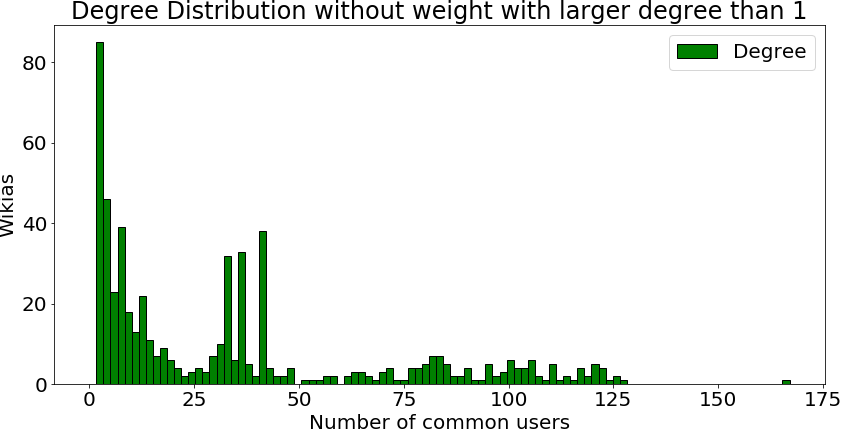 Degree Distribution without weight with larger degree than 1
Degree
80
60
40
20
0
Wikias
0 25 50 75 100 125 150 175
Number of common users